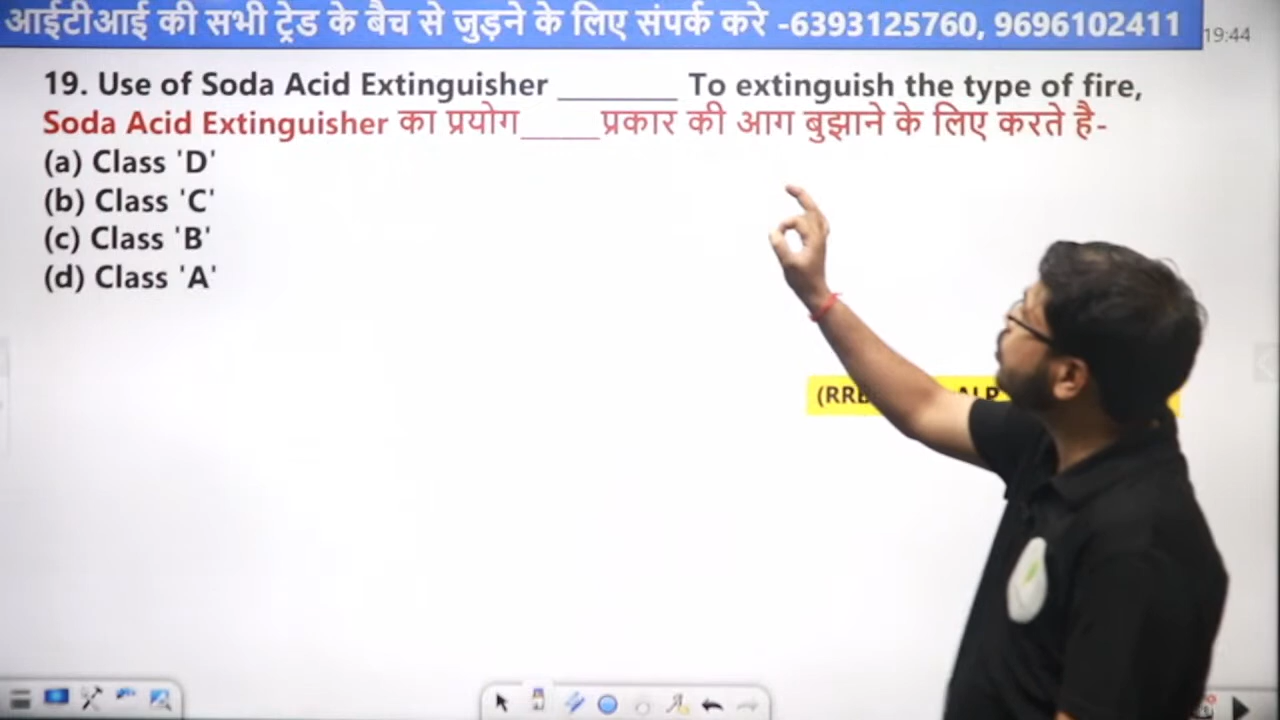 आईटीआई की सभी ट्रेड के बैच से जुड़ने के लिए संपर्क करे -6393125760, 9696102411
19:44
19. Use of Soda Acid Extinguisher ________ To extinguish the type of fire,
Soda Acid Extinguisher का प्रयोग_____प्रकार की आग बुझाने के लिए करते है-
(a) Class 'D'
(b) Class 'C'
(c) Class 'B'
(d) Class 'A'
ALP